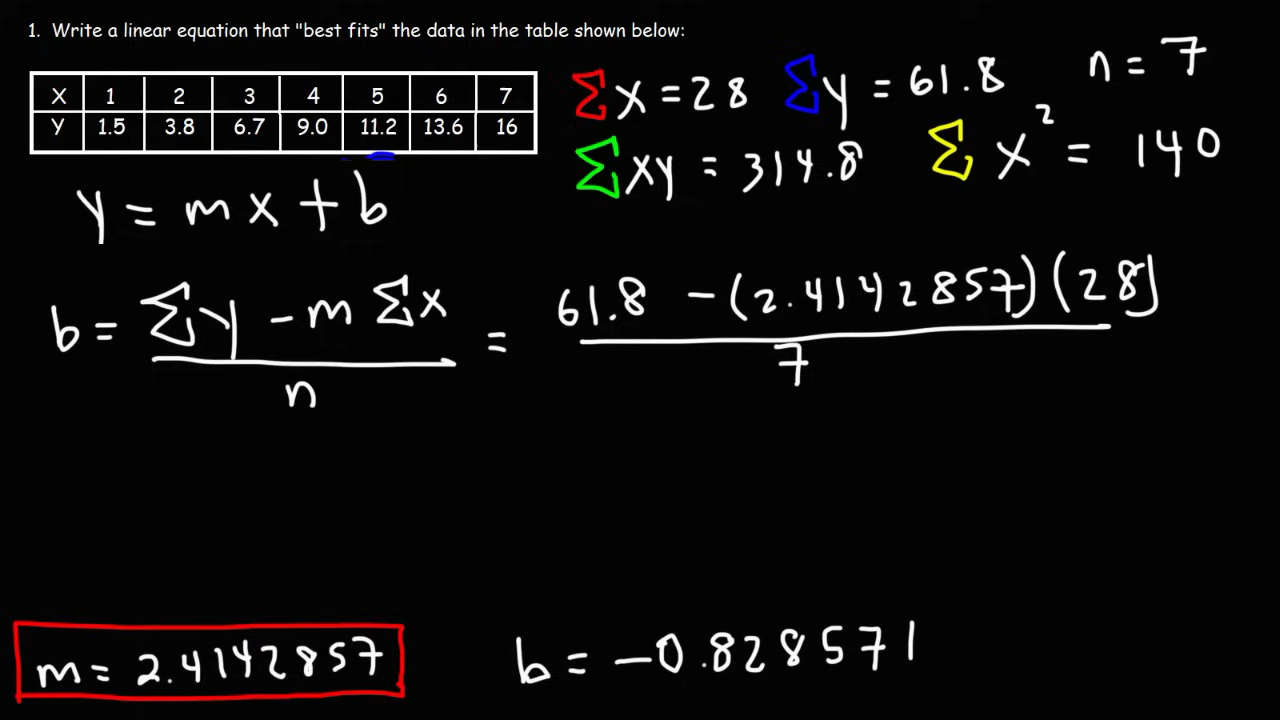 1. Write a linear equation that "best fits" the data in the table shown below:
X 1 2 3 4 5 6 7
Y 1.5 3.8 6.7 9.0 11.2 13.6 16
Σx = 28 Σy = 61.8 n = 7
Σxy = 314.8 Σx² = 140
y = mx + b
b = Σy - mΣx / n = 61.8 - (2.4142857)(28) / 7
m = 2.4142857 b = -0.828571